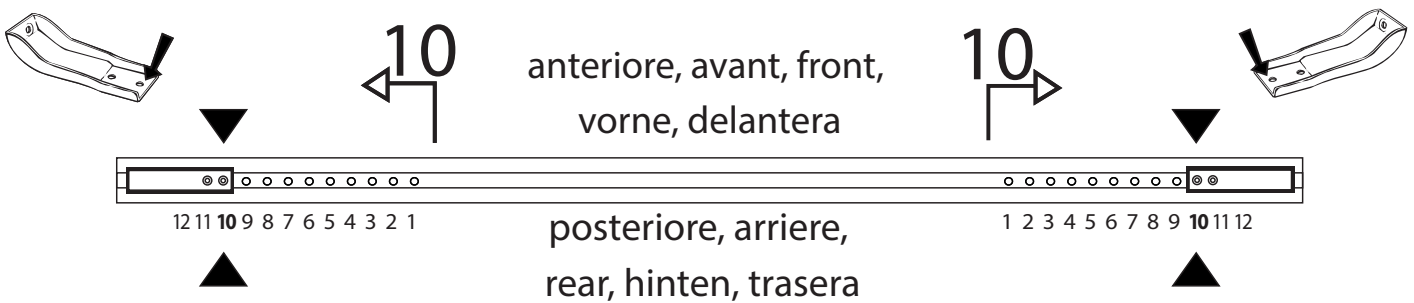 10
10
anteriore, avant, front,
vorne, delantera
12 11 10 9 8 7 6 5 4 3 2 1
1 2 3 4 5 6 7 8 9 10 11 12
posteriore, arriere,
rear, hinten, trasera